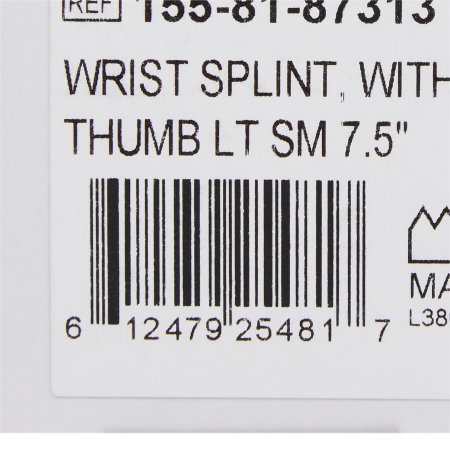 REF 155-81-87313
WRIST SPLINT, WITH
THUMB LT SM 7.5"
6 12479 25481 7
MA
L38